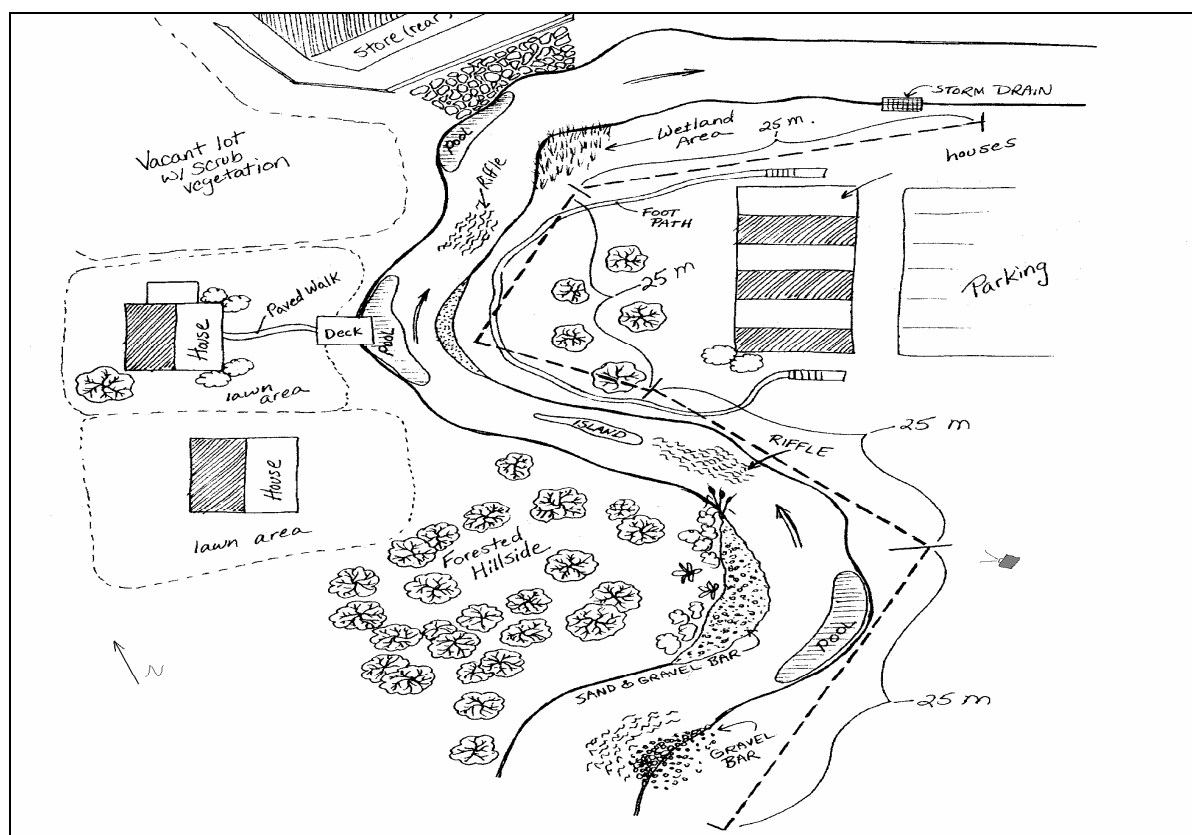 Store (rear)
STORM DRAIN
Wetland
Area
25 m.
houses
Pool
Vacant lot
w/ scrub
vegetation
Riffle
FOOT
PATH
25 m
Parking
Paved Walk
House
Deck
Pool
lawn
area
ISLAND
25 m
RIFFLE
House
lawn area
Forested
Hillside
Pool
N
SAND & GRAVEL BAR
25 m
GRAVEL
BAR